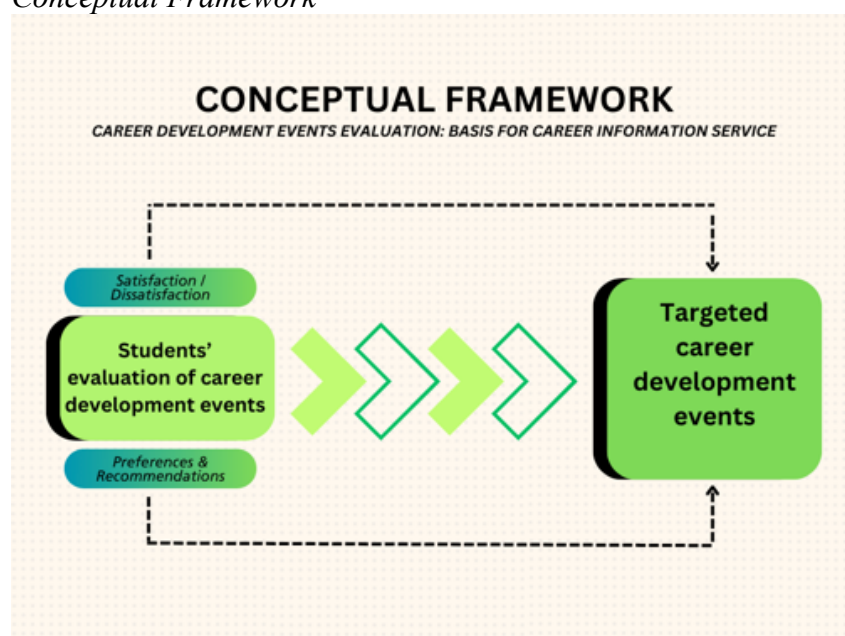 Conceptual Framework
CONCEPTUAL FRAMEWORK
CAREER DEVELOPMENT EVENTS EVALUATION: BASIS FOR CAREER INFORMATION SERVICE
Satisfaction /
Dissatisfaction
Students'
evaluation of career
development events
Preferences &
Recommendations
Targeted
career
development
events